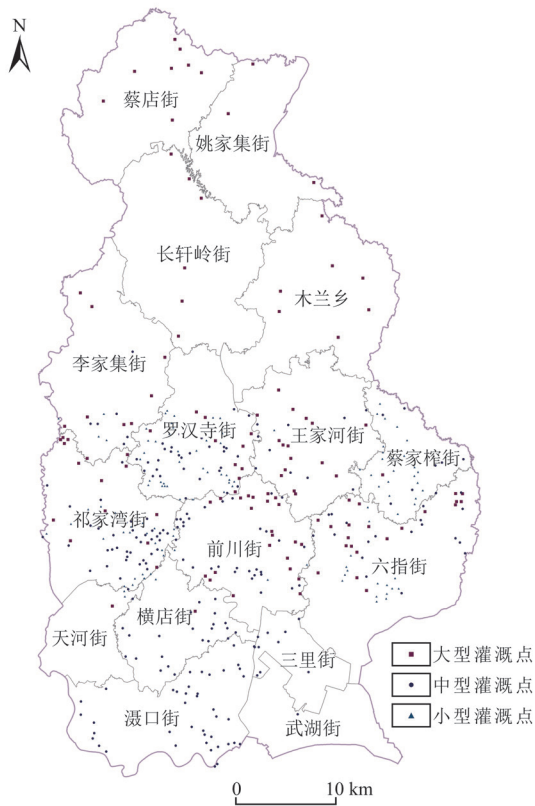 N
蔡店街
姚家集街
长轩岭街
木兰乡
李家集街
罗汉寺街
王家河街
蔡家榨街
祁家湾街
前川街
六指街
横店街
天河街
三里街
滠口街
武湖街
大型灌溉点
中型灌溉点
小型灌溉点
0 10 km